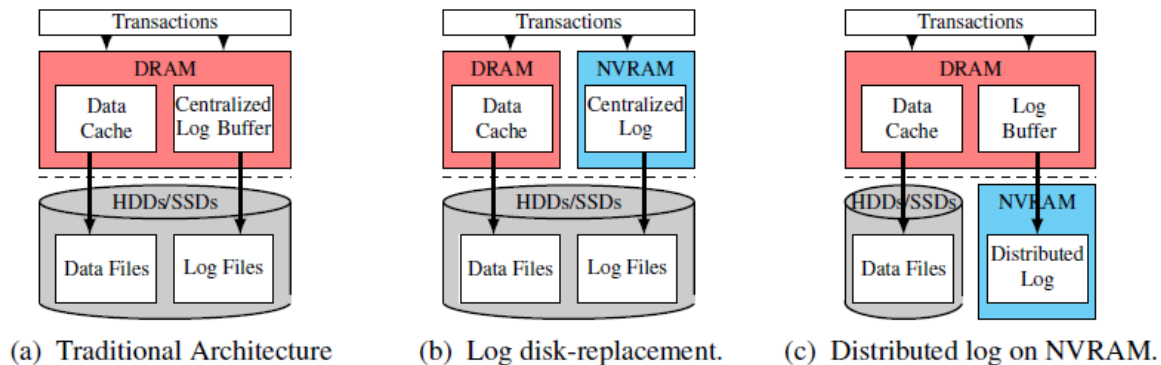 Transactions
DRAM
Data
Cache
Centralized
Log Buffer
HDDs/SSDs
Data Files
Log Files
(a) Traditional Architecture
Transactions
DRAM
NVRAM
Data
Cache
Centralized
Log
HDDs/SSDs
Data Files
Log Files
(b) Log disk-replacement.
Transactions
DRAM
Data
Cache
Log
Buffer
HDDs/SSDs
NVRAM
Data Files
Distributed
Log
(c) Distributed log on NVRAM.